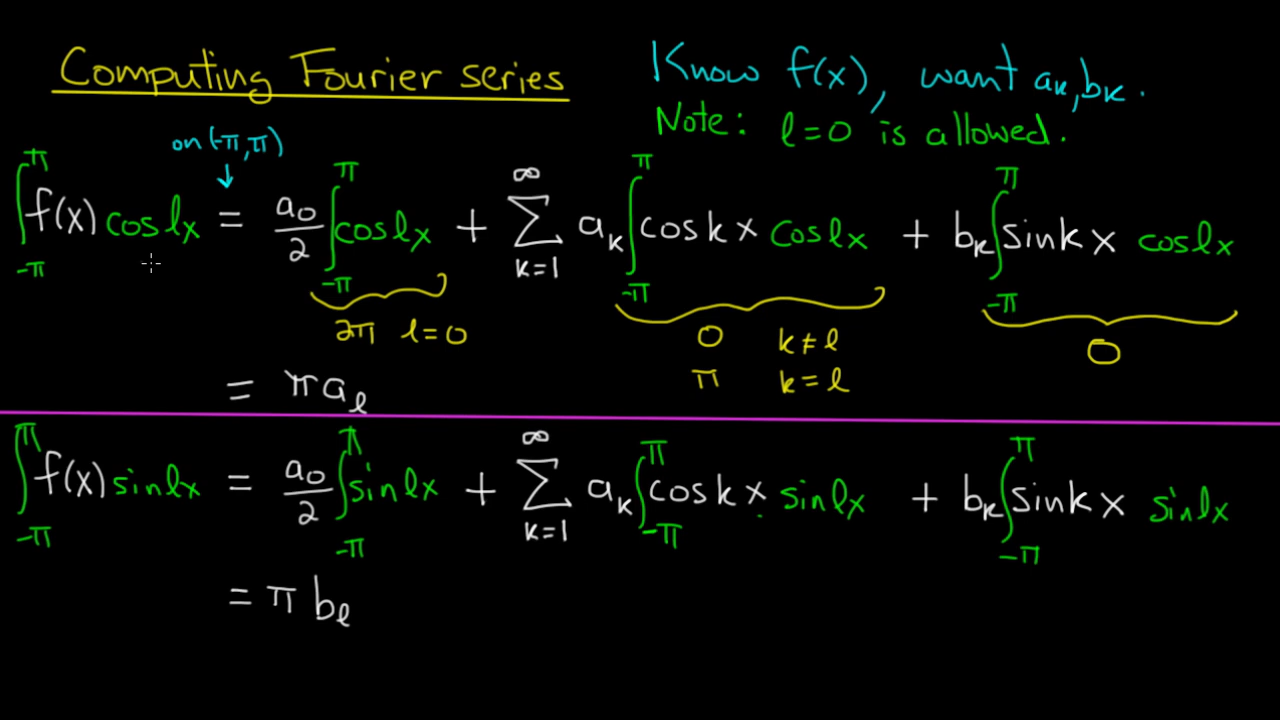 Computing Fourier series
Know f(x), want aₖ, bₖ.
Note: l=0 is allowed.
on (-π, π)
∫_{-π}^{π} f(x) cos lx = a₀/2 ∫_{-π}^{π} cos lx + ∑_{k=1}^{∞} aₖ ∫_{-π}^{π} cos kx cos lx + bₖ ∫_{-π}^{π} sin kx cos lx
2π l=0
0 k≠l
π k=l
0
= π a_l
∫_{-π}^{π} f(x) sin lx = a₀/2 ∫_{-π}^{π} sin lx + ∑_{k=1}^{∞} aₖ ∫_{-π}^{π} cos kx sin lx + bₖ ∫_{-π}^{π} sin kx sin lx
= π b_l